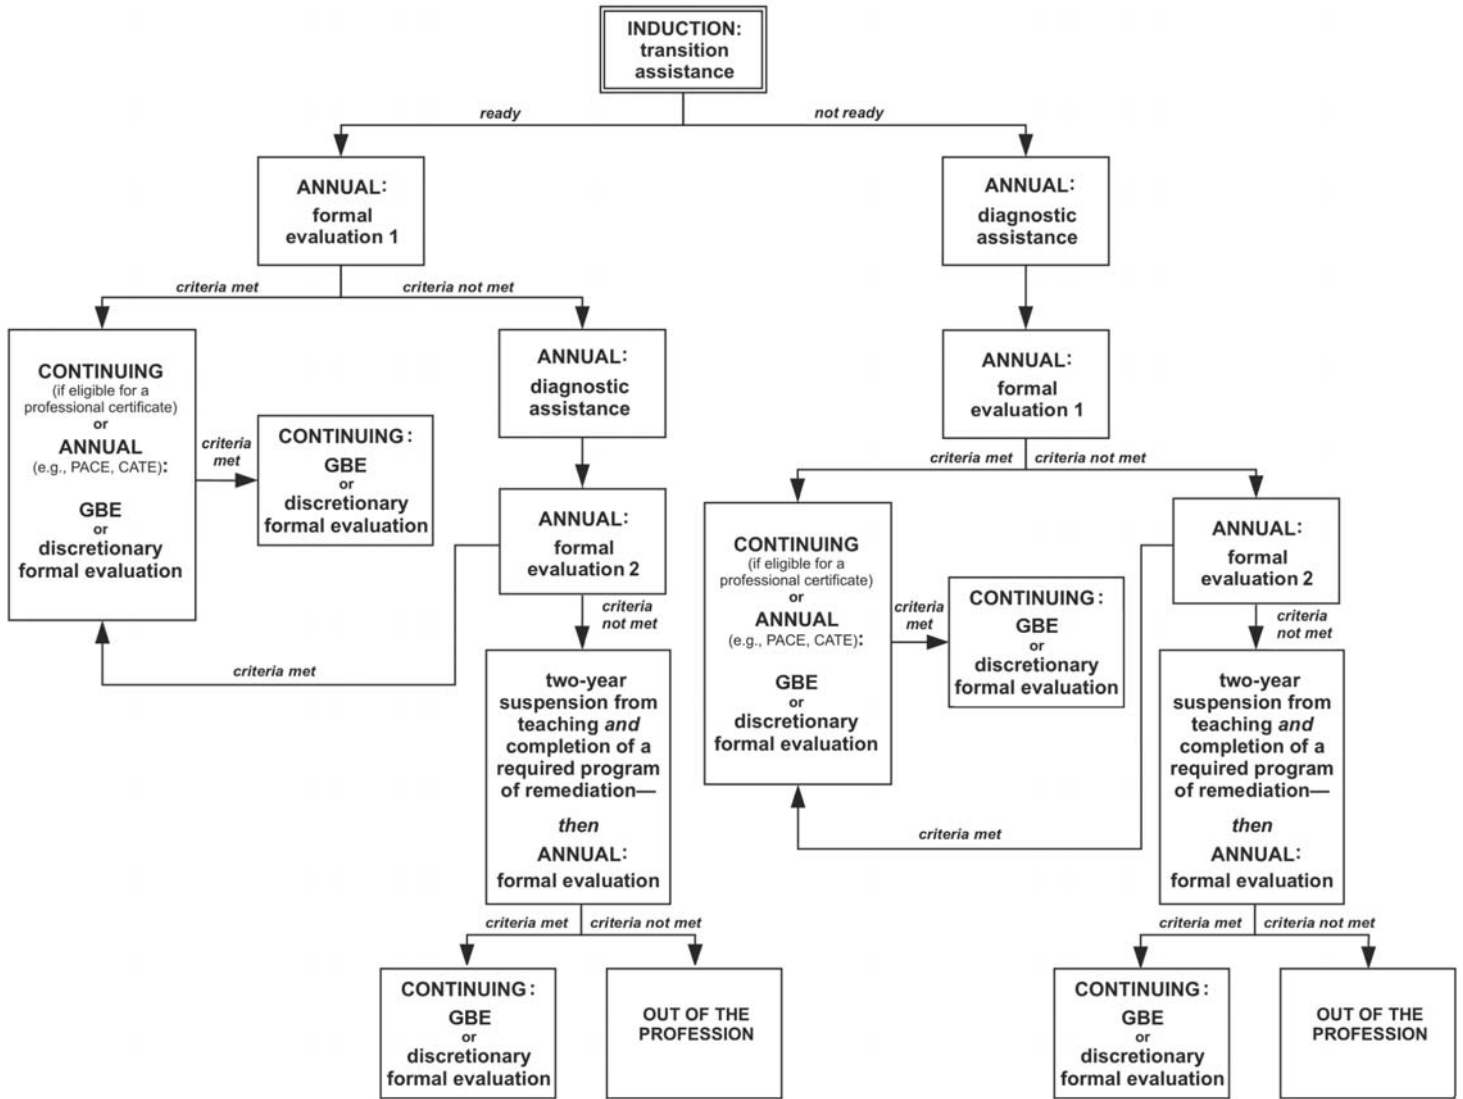 INDUCTION:
transition
assistance
ready
not ready
ANNUAL:
formal
evaluation 1
ANNUAL:
diagnostic
assistance
criteria met
criteria not met
CONTINUING
(if eligible for a
professional certificate)
or
ANNUAL
(e.g., PACE, CATE):
GBE
or
discretionary
formal evaluation
criteria
met
CONTINUING:
GBE
or
discretionary
formal evaluation
ANNUAL:
diagnostic
assistance
ANNUAL:
formal
evaluation 2
criteria
not met
criteria met
two-year
suspension from
teaching and
completion of a
required program
of remediation—
then
ANNUAL:
formal evaluation
criteria met
criteria not met
CONTINUING:
GBE
or
discretionary
formal evaluation
OUT OF THE
PROFESSION
ANNUAL:
formal
evaluation 1
criteria met
criteria not met
CONTINUING
(if eligible for a
professional certificate)
or
ANNUAL
(e.g., PACE, CATE):
GBE
or
discretionary
formal evaluation
criteria
met
CONTINUING:
GBE
or
discretionary
formal evaluation
ANNUAL:
formal
evaluation 2
criteria
not met
criteria met
two-year
suspension from
teaching and
completion of a
required program
of remediation—
then
ANNUAL:
formal evaluation
criteria met
criteria not met
CONTINUING:
GBE
or
discretionary
formal evaluation
OUT OF THE
PROFESSION